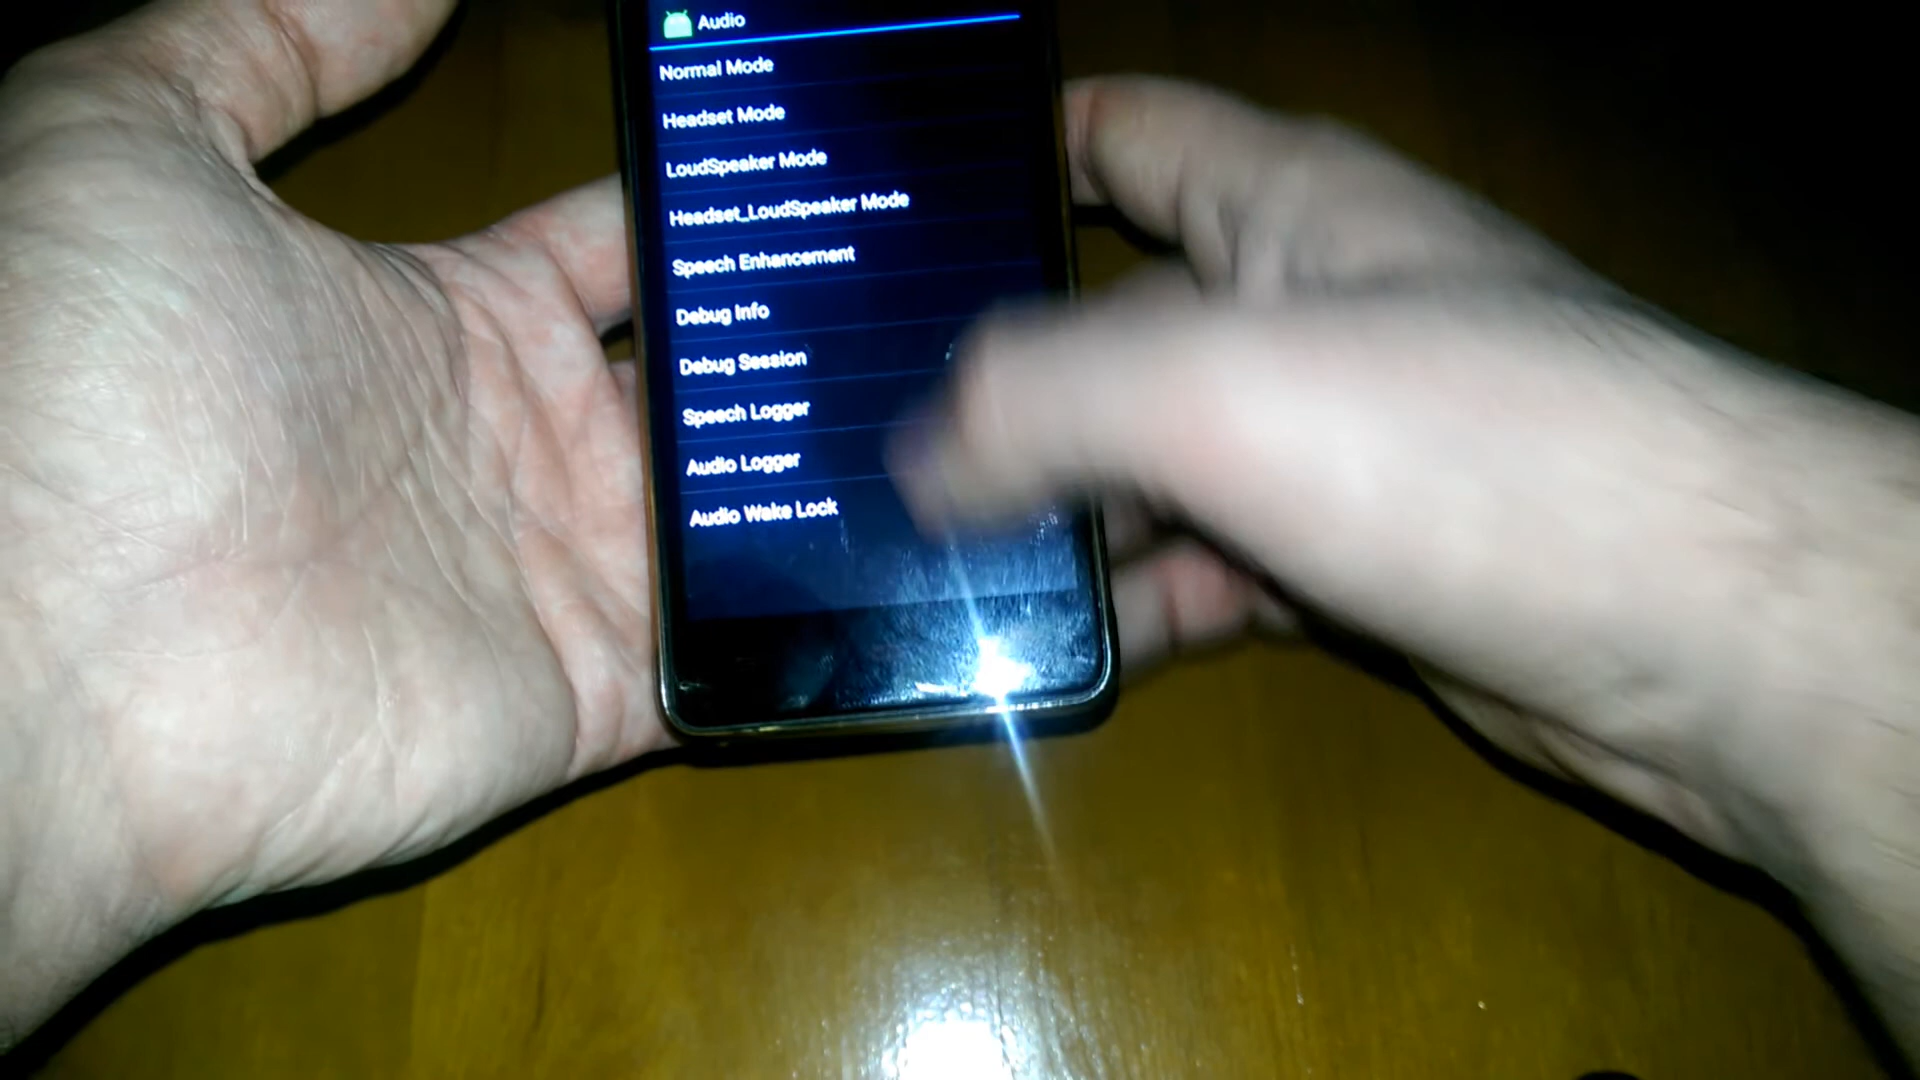 Audio
Normal Mode
Headset Mode
LoudSpeaker Mode
Headset_LoudSpeaker Mode
Speech Enhancement
Debug Info
Debug Session
Speech Logger
Audio Logger
Audio Wake Lock